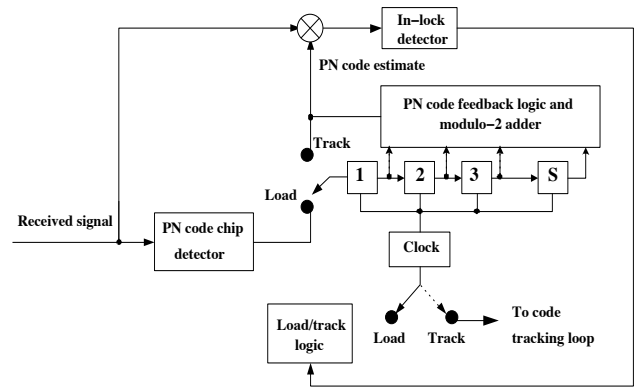 In−lock
detector
PN code estimate
PN code feedback logic and
modulo−2 adder
Track
1
2
3
S
Load
Received signal
PN code chip
detector
Clock
Load/track
logic
Load
Track
To code
tracking loop